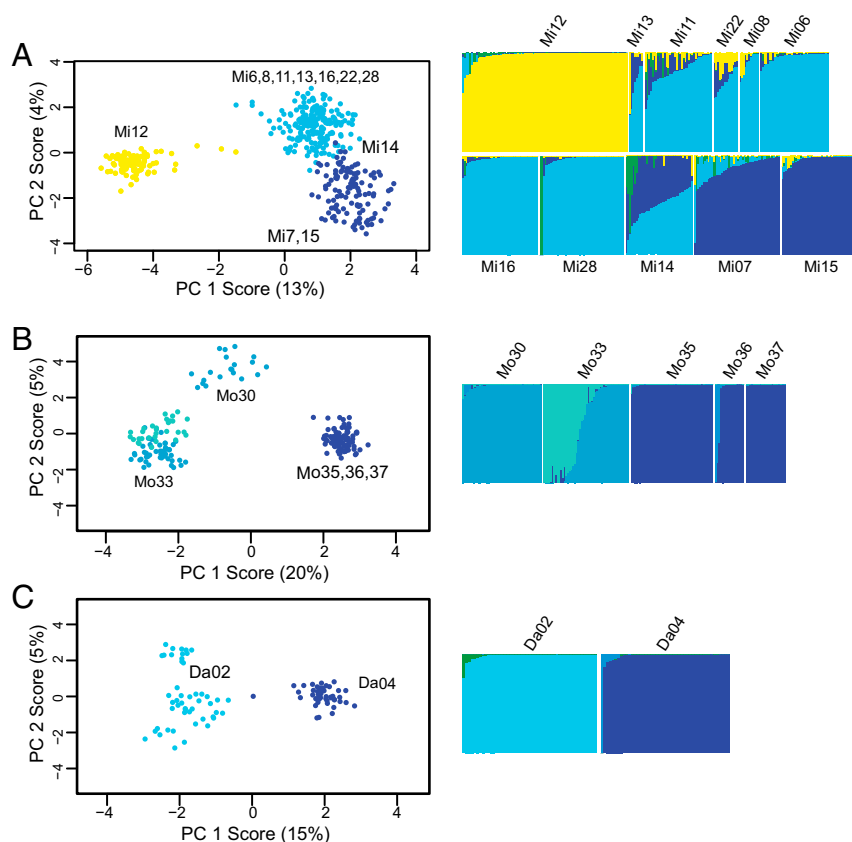 A
PC 2 Score (4%)
4
2
0
−2
−4
Mi6,8,11,13,16,22,28
Mi12
Mi14
Mi7,15
−6
−4
−2
0
2
4
PC 1 Score (13%)
Mi12
Mi13
Mi11
Mi22
Mi08
Mi06
Mi16
Mi28
Mi14
Mi07
Mi15
B
PC 2 Score (5%)
4
2
0
−2
−4
Mo30
Mo33
Mo35,36,37
−4
−2
0
2
4
PC 1 Score (20%)
Mo30
Mo33
Mo35
Mo36
Mo37
C
PC 2 Score (5%)
4
2
0
−2
−4
Da02
Da04
−4
−2
0
2
4
PC 1 Score (15%)
Da02
Da04